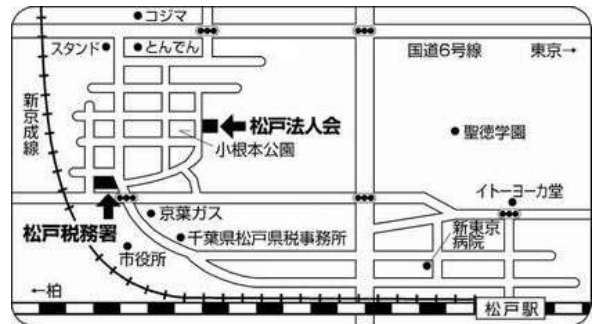 コジマ
スタンド
とんでん
国道6号線
東京→
新京成線
松戸法人会
小根本公園
聖徳学園
イトーヨーカ堂
京葉ガス
松戸税務署
千葉県松戸県税事務所
新東京
病院
市役所
←柏
松戸駅